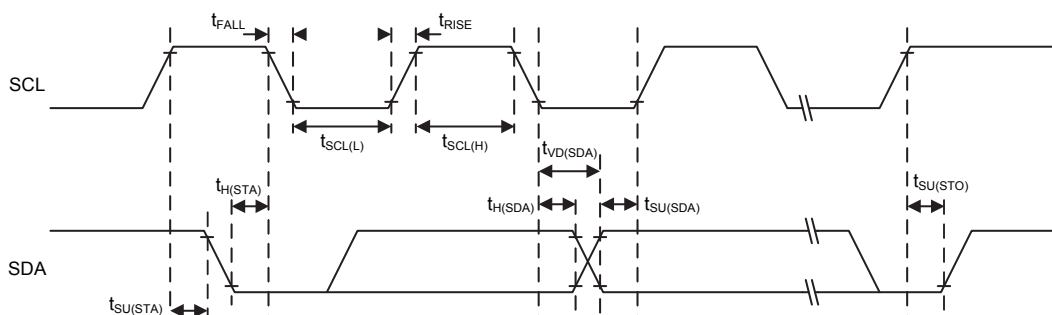 tFALL
tRISE
SCL
tSCL(L)
tSCL(H)
tVD(SDA)
tH(STA)
tH(SDA)
tSU(SDA)
tSU(STO)
SDA
tSU(STA)